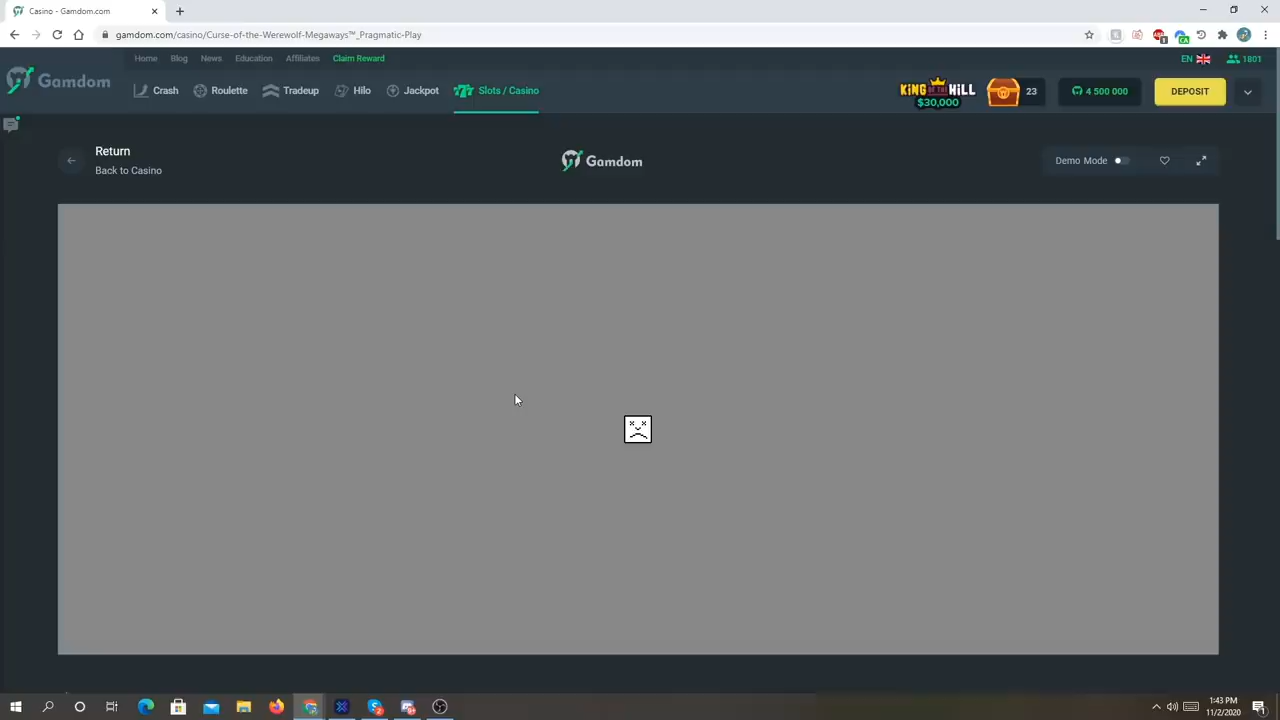 Casino - Gamdom.com
gamdom.com/casino/Curse-of-the-Werewolf-Megaways™_Pragmatic-Play
Home Blog News Education Affiliates Claim Reward EN 1801
Gamdom Crash Roulette Tradeup Hilo Jackpot Slots / Casino KING OF THE HILL $30,000 23 4 500 000 DEPOSIT
Return
Back to Casino
Gamdom
Demo Mode
1:43 PM
11/2/2020